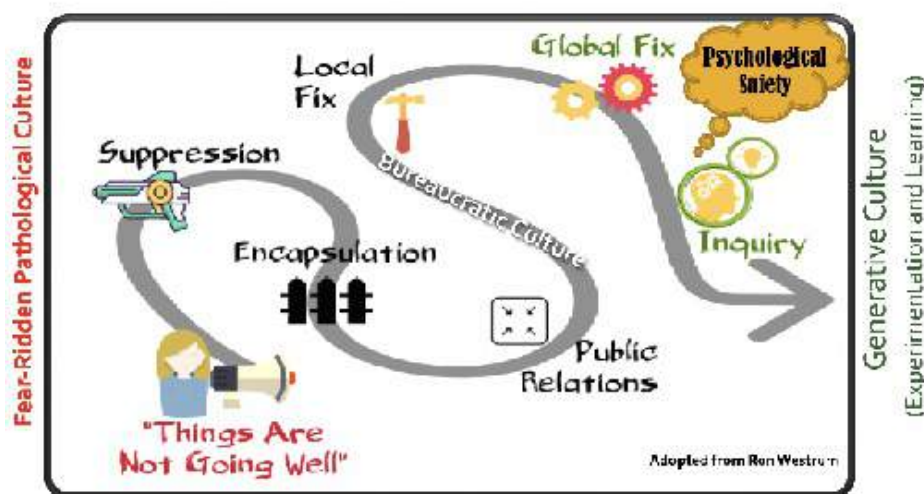 Fear-Ridden Pathological Culture
Suppression
Encapsulation
"Things Are
Not Going Well"
Local
Fix
Bureaucratic Culture
Public
Relations
Global Fix
Psychological
Safety
Inquiry
Adopted from Ron Westrum
Generative Culture
(Experimentation and Learning)